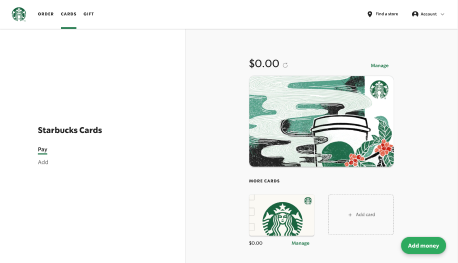 ORDER CARDS GIFT
Find a store
Account
Starbucks Cards
Pay
Add
$0.00
Manage
MORE CARDS
$0.00
Manage
+ Add card
Add money